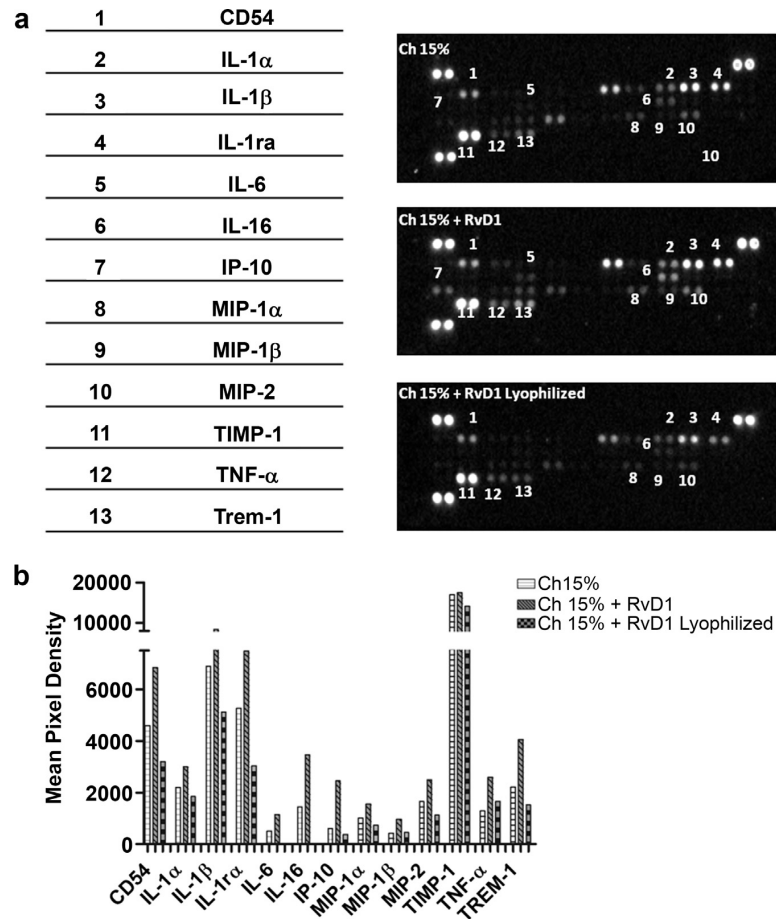 a
1 CD54
2 IL-1α
3 IL-1β
4 IL-1ra
5 IL-6
6 IL-16
7 IP-10
8 MIP-1α
9 MIP-1β
10 MIP-2
11 TIMP-1
12 TNF-α
13 Trem-1
Ch 15%
1 2 3 4
5
7 6
8 9 10
11 12 13
10
Ch 15% + RvD1
1 2 3 4
5
7 6
8 9 10
11 12 13
Ch 15% + RvD1 Lyophilized
1 2 3 4
6
8 9 10
11 12 13
b
20000
10000
6000
4000
2000
0
Mean Pixel Density
Ch15%
Ch 15% + RvD1
Ch 15% + RvD1 Lyophilized
CD54
IL-1α
IL-1β
IL-1rα
IL-6
IL-16
IP-10
MIP-1α
MIP-1β
MIP-2
TIMP-1
TNF-α
TREM-1